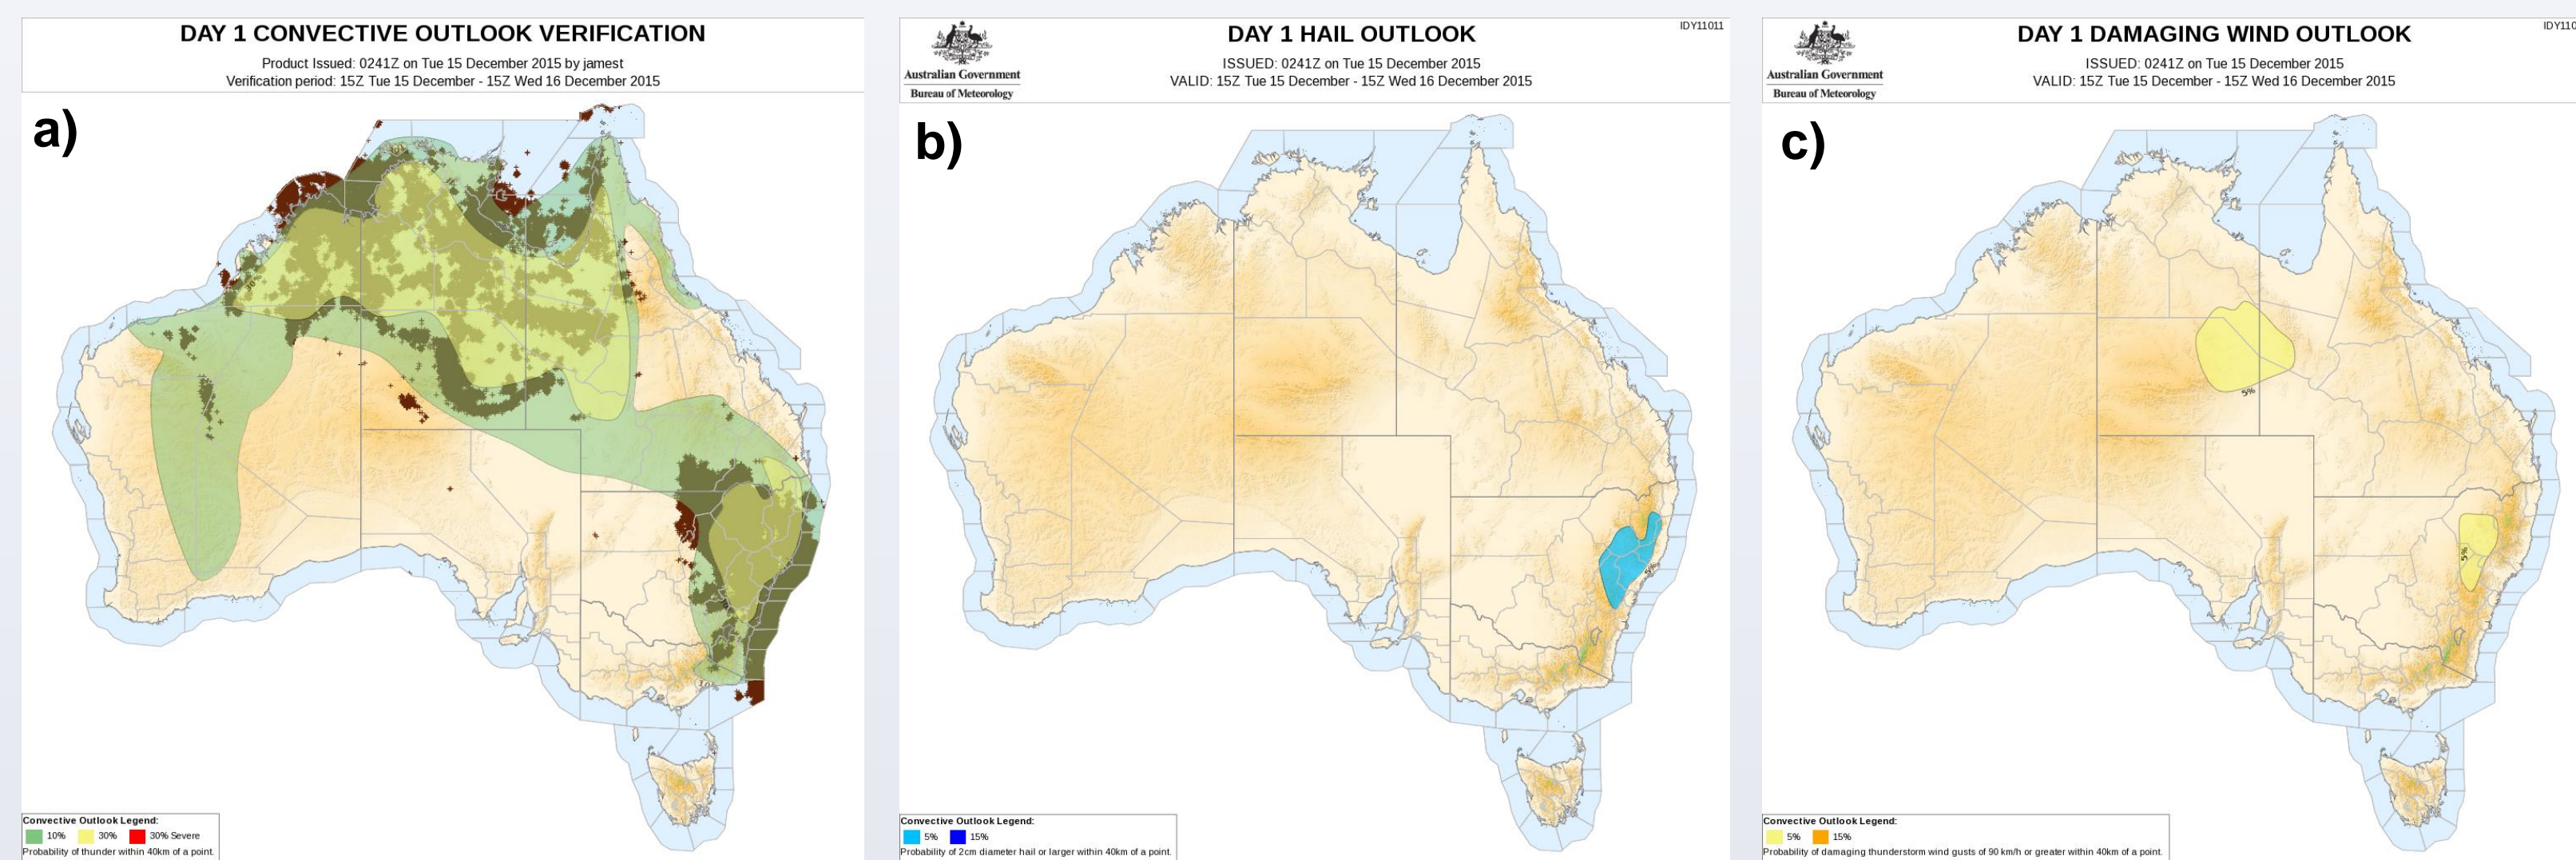 DAY 1 CONVECTIVE OUTLOOK VERIFICATION
Product Issued: 0241Z on Tue 15 December 2015 by jamest
Verification period: 15Z Tue 15 December - 15Z Wed 16 December 2015
a)
Convective Outlook Legend:
10% 30% 30% Severe
Probability of thunder within 40km of a point.
IDY11011
DAY 1 HAIL OUTLOOK
ISSUED: 0241Z on Tue 15 December 2015
VALID: 15Z Tue 15 December - 15Z Wed 16 December 2015
Australian Government
Bureau of Meteorology
b)
5%
Convective Outlook Legend:
5% 15%
Probability of 2cm diameter hail or larger within 40km of a point.
IDY110
DAY 1 DAMAGING WIND OUTLOOK
ISSUED: 0241Z on Tue 15 December 2015
VALID: 15Z Tue 15 December - 15Z Wed 16 December 2015
Australian Government
Bureau of Meteorology
c)
5%
5%
Convective Outlook Legend:
5% 15%
Probability of damaging thunderstorm wind gusts of 90 km/h or greater within 40km of a point.